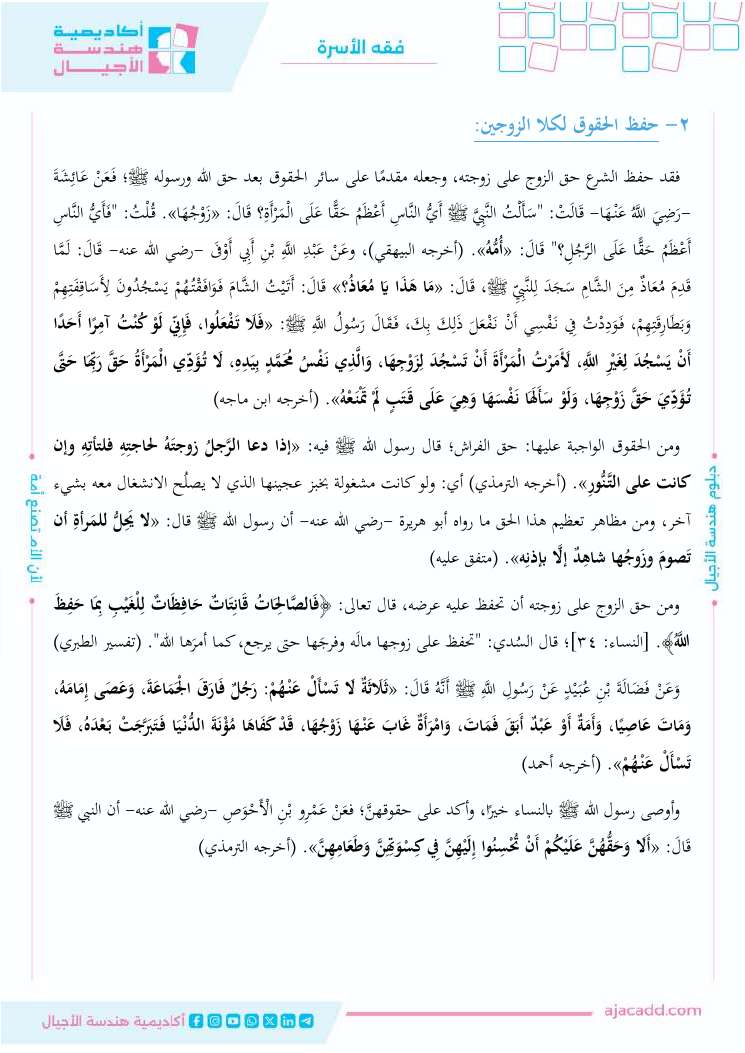 أكاديمية
هندسة
الأجيال
فقه الأسرة
٢- حفظ الحقوق لكلا الزوجين:
فقد حفظ الشرع حق الزوج على زوجته، وجعله مقدمًا على سائر الحقوق بعد حق الله ورسوله ﷺ؛ فَعَنْ عَائِشَةَ
-رَضِيَ اللَّهُ عَنْهَا- قَالَتْ: "سَأَلْتُ النَّبِيَّ ﷺ أَيُّ النَّاسِ أَعْظَمُ حَقًّا عَلَى الْمَرْأَةِ؟ قَالَ: «زَوْجُهَا». قُلْتُ: "فَأَيُّ النَّاسِ
أَعْظَمُ حَقًّا عَلَى الرَّجُلِ؟" قَالَ: «أُمُّهُ». (أخرجه البيهقي)، وعَنْ عَبْدِ اللَّهِ بْنِ أَبِي أَوْفَى -رضي الله عنه- قَالَ: لَمَّا
قَدِمَ مُعَاذٌ مِنَ الشَّامِ سَجَدَ لِلنَّبِيِّ ﷺ، قَالَ: «مَا هَذَا يَا مُعَاذُ؟» قَالَ: أَتَيْتُ الشَّامَ فَوَافَقْتُهُمْ يَسْجُدُونَ لِأَسَاقِفَتِهِمْ
وَبَطَارِقَتِهِمْ، فَوَدِدْتُ فِي نَفْسِي أَنْ نَفْعَلَ ذَلِكَ بِكَ، فَقَالَ رَسُولُ اللَّهِ ﷺ: «فَلَا تَفْعَلُوا، فَإِنِّي لَوْ كُنْتُ آمِرًا أَحَدًا
أَنْ يَسْجُدَ لِغَيْرِ اللَّهِ، لَأَمَرْتُ الْمَرْأَةَ أَنْ تَسْجُدَ لِزَوْجِهَا، وَالَّذِي نَفْسُ مُحَمَّدٍ بِيَدِهِ، لَا تُؤَدِّي الْمَرْأَةُ حَقَّ رَبِّهَا حَتَّى
تُؤَدِّيَ حَقَّ زَوْجِهَا، وَلَوْ سَأَلَهَا نَفْسَهَا وَهِيَ عَلَى قَتَبٍ لَمْ تَمْنَعْهُ». (أخرجه ابن ماجه)
ومن الحقوق الواجبة عليها: حق الفراش؛ قال رسول الله ﷺ فيه: «إذا دعا الرَّجلُ زوجتَهُ لحاجتِهِ فلتأتِهِ وإن
كانت على التَّنُّورِ». (أخرجه الترمذي) أي: ولو كانت مشغولة بخبز عجينها الذي لا يصلُح الانشغال معه بشيء
آخر، ومن مظاهر تعظيم هذا الحق ما رواه أبو هريرة -رضي الله عنه- أن رسول الله ﷺ قال: «لا يَحِلُّ للمَرأةِ أن
تَصومَ وزَوجُها شاهِدٌ إلَّا بإذنِه». (متفق عليه)
ومن حق الزوج على زوجته أن تحفظ عليه عرضه، قال تعالى: ﴿فَالصَّالِحَاتُ قَانِتَاتٌ حَافِظَاتٌ لِلْغَيْبِ بِمَا حَفِظَ
اللَّهُ﴾. [النساء: ٣٤]؛ قال السُدي: "تحفظ على زوجها مالَه وفرجَها حتى يرجع، كما أمرَها الله". (تفسير الطبري)
وَعَنْ فَضَالَةَ بْنِ عُبَيْدٍ عَنْ رَسُولِ اللَّهِ ﷺ أَنَّهُ قَالَ: «ثَلَاثَةٌ لَا تَسْأَلْ عَنْهُمْ: رَجُلٌ فَارَقَ الْجَمَاعَةَ، وَعَصَى إِمَامَهُ،
وَمَاتَ عَاصِيًا، وَأَمَةٌ أَوْ عَبْدٌ أَبَقَ فَمَاتَ، وَامْرَأَةٌ غَابَ عَنْهَا زَوْجُهَا، قَدْ كَفَاهَا مُؤْنَةَ الدُّنْيَا فَتَبَرَّجَتْ بَعْدَهُ، فَلَا
تَسْأَلْ عَنْهُمْ». (أخرجه أحمد)
وأوصى رسول الله ﷺ بالنساء خيرًا، وأكد على حقوقهنَّ؛ فعَنْ عَمْرِو بْنِ الْأَحْوَصِ -رضي الله عنه- أن النبي ﷺ
قَالَ: «أَلَا وَحَقُّهُنَّ عَلَيْكُمْ أَنْ تُحْسِنُوا إِلَيْهِنَّ فِي كِسْوَتِهِنَّ وَطَعَامِهِنَّ». (أخرجه الترمذي)
دبلوم هندسة الأجيال
لأن الأم تصنع أمة
ajacadd.com
أكاديمية هندسة الأجيال